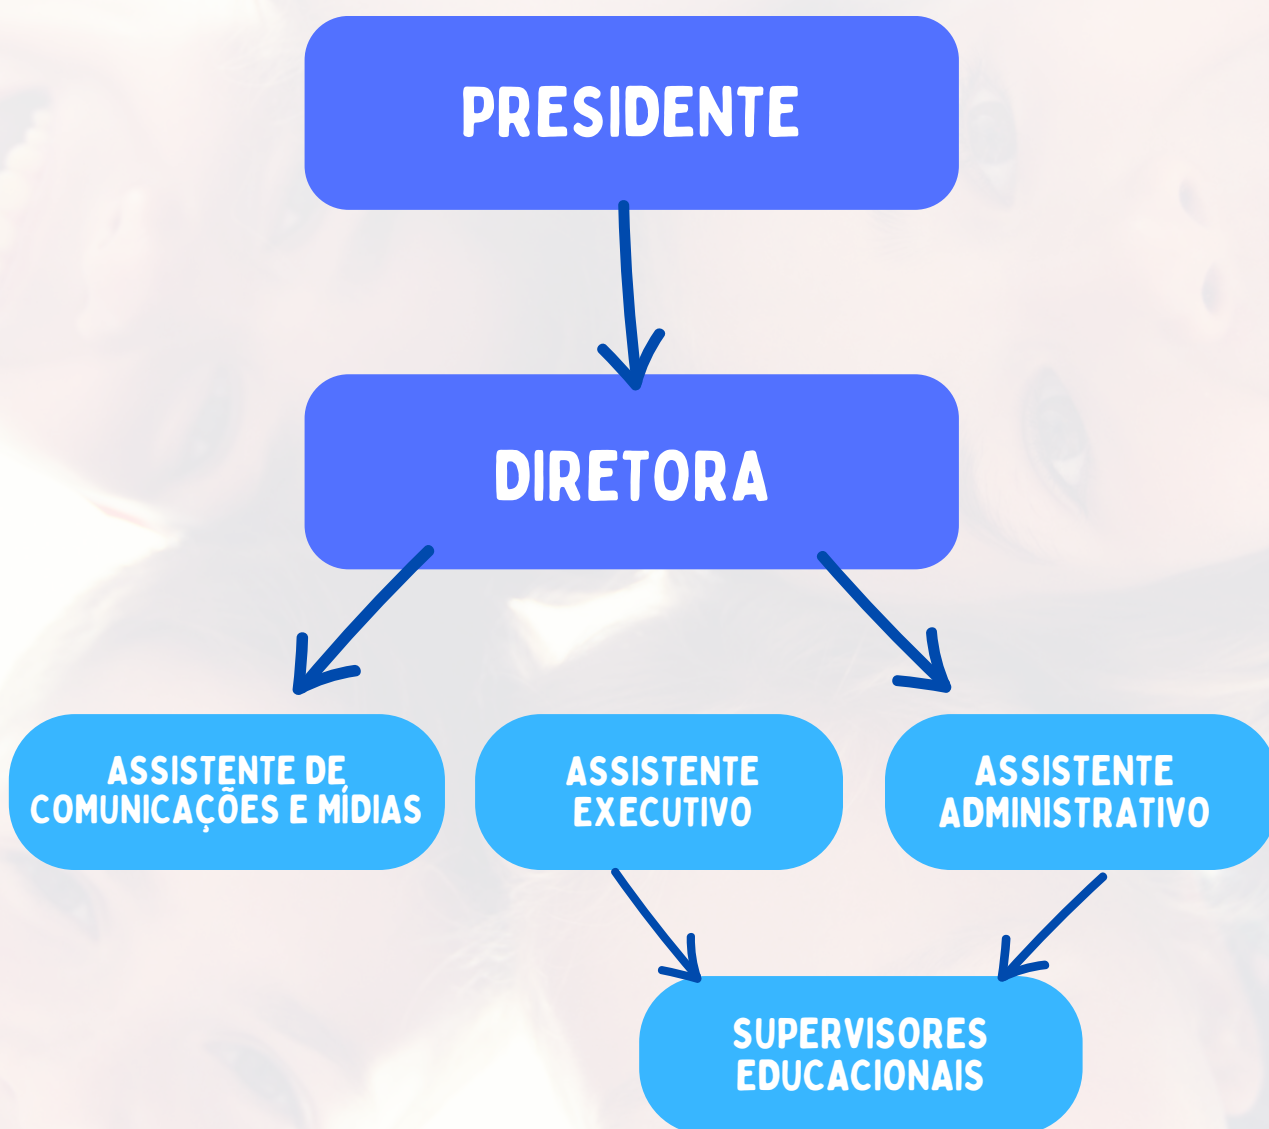 PRESIDENTE
DIRETORA
ASSISTENTE DE
COMUNICAÇÕES E MÍDIAS
ASSISTENTE
EXECUTIVO
ASSISTENTE
ADMINISTRATIVO
SUPERVISORES
EDUCACIONAIS